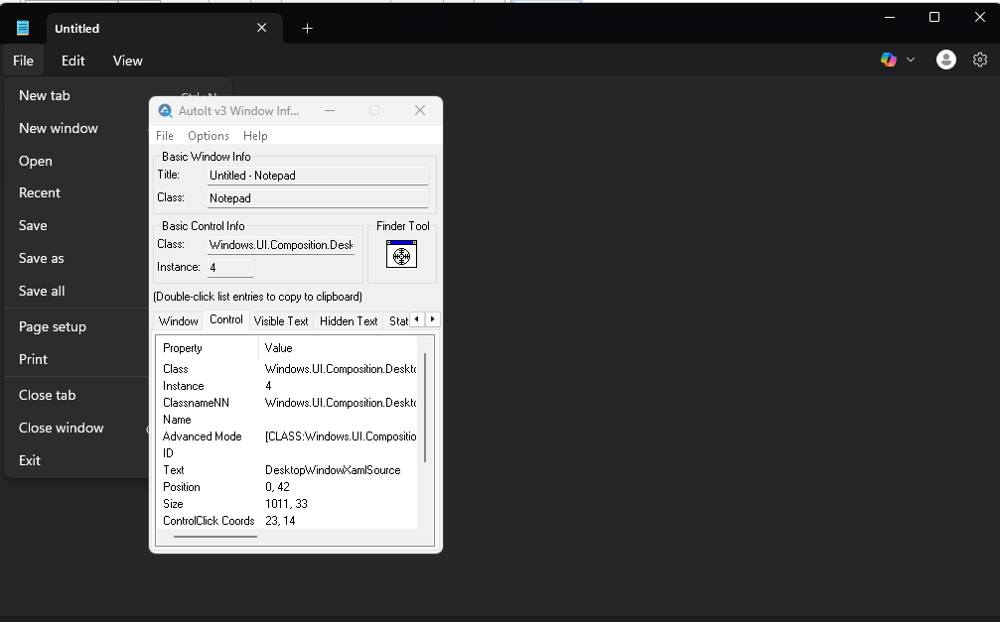 Untitled
File Edit View
New tab
New window
Open
Recent
Save
Save as
Save all
Page setup
Print
Close tab
Close window
Exit
AutoIt v3 Window Inf...
File Options Help
Basic Window Info
Title: Untitled - Notepad
Class: Notepad
Basic Control Info
Finder Tool
Class: Windows.UI.Composition.Desk
Instance: 4
(Double-click list entries to copy to clipboard)
Window Control Visible Text Hidden Text Stat
Property Value
Class Windows.UI.Composition.Deskto
Instance 4
ClassnameNN Windows.UI.Composition.Deskto
Name
Advanced Mode [CLASS:Windows.UI.Compositio
ID
Text DesktopWindowXamlSource
Position 0, 42
Size 1011, 33
ControlClick Coords 23, 14